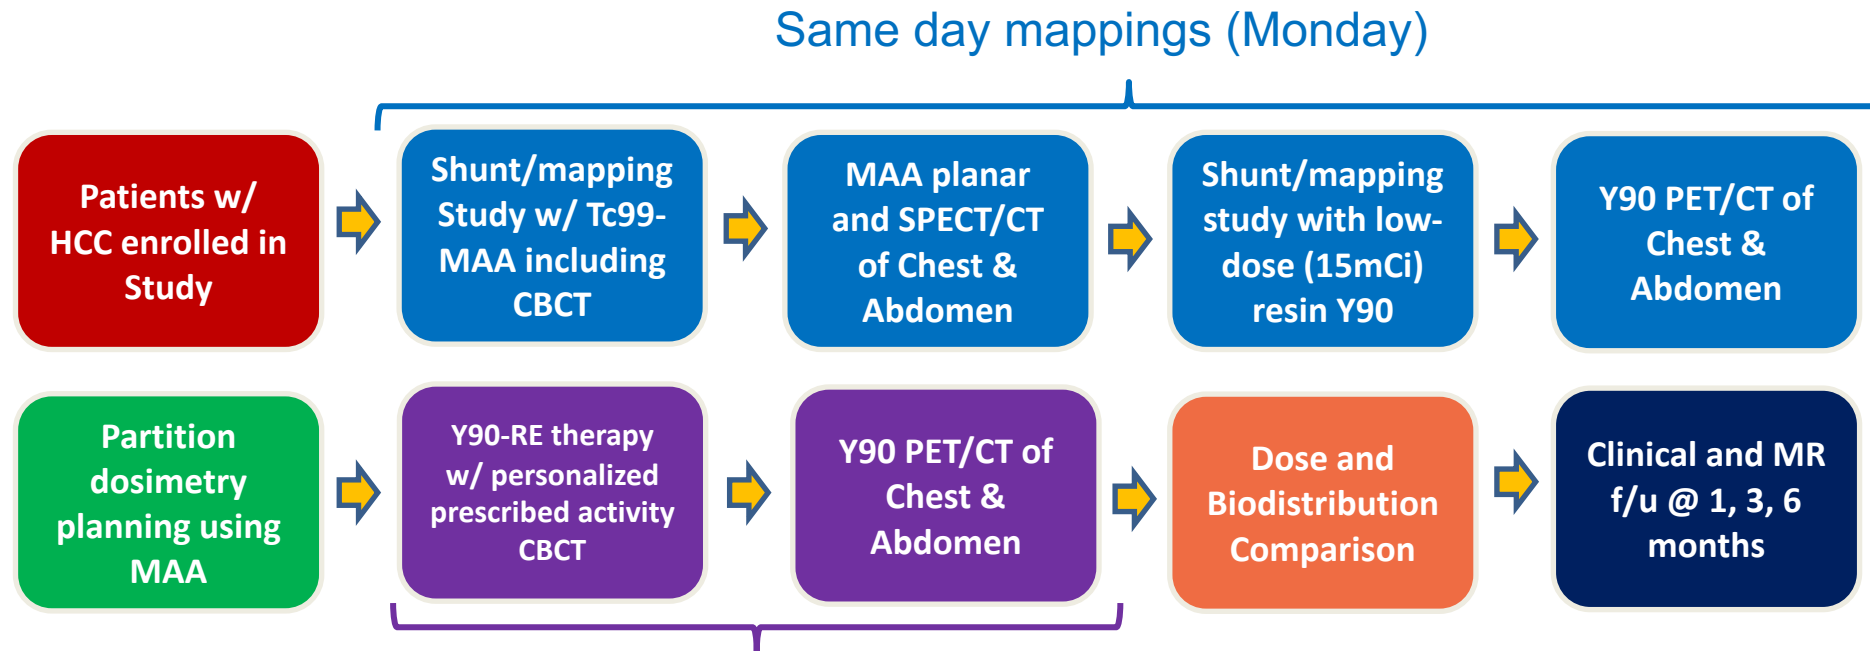 Same day mappings (Monday)
Patients w/
HCC enrolled in
Study
Shunt/mapping
Study w/ Tc99-
MAA including
CBCT
MAA planar
and SPECT/CT
of Chest &
Abdomen
Shunt/mapping
study with low-
dose (15mCi)
resin Y90
Y90 PET/CT of
Chest &
Abdomen
Partition
dosimetry
planning using
MAA
Y90-RE therapy
w/ personalized
prescribed activity
CBCT
Y90 PET/CT of
Chest &
Abdomen
Dose and
Biodistribution
Comparison
Clinical and MR
f/u @ 1, 3, 6
months